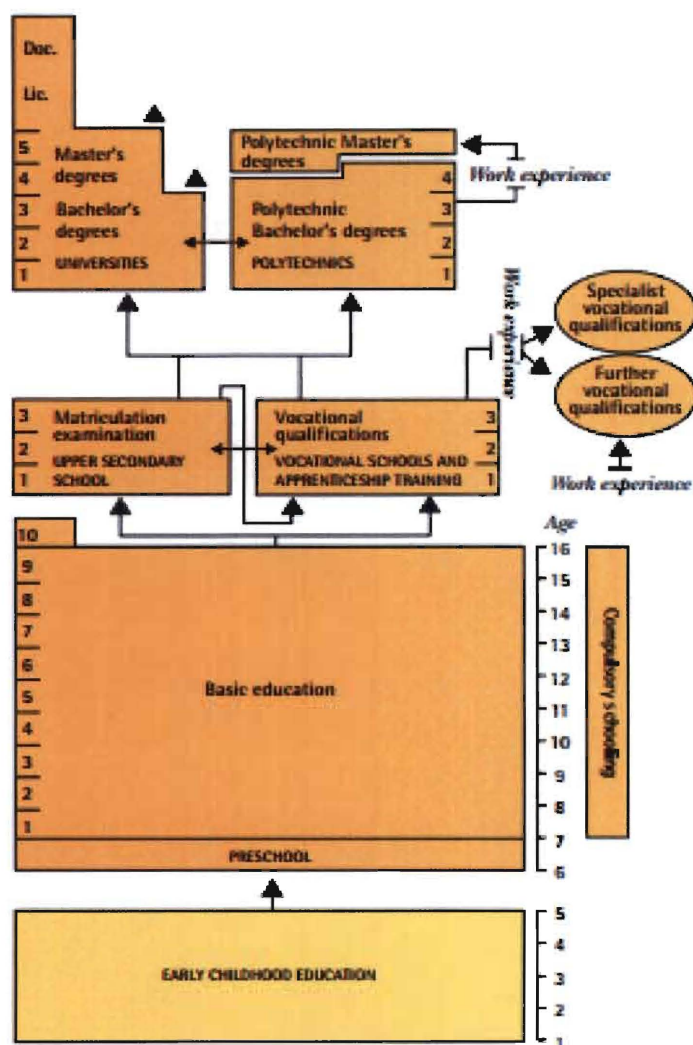 Doc.
Lic.
5
4
3
2
1
Master's
degrees
Bachelor's
degrees
UNIVERSITIES
Polytechnic Master's
degrees
Polytechnic
Bachelor's degrees
POLYTECHNICS
4
3
2
1
Work experience
Work experience
Specialist
vocational
qualifications
Further
vocational
qualifications
Work experience
3
2
1
Matriculation
examination
UPPER SECONDARY
SCHOOL
Vocational
qualifications
VOCATIONAL SCHOOLS AND
APPRENTICESHIP TRAINING
3
2
1
Age
10
9
8
7
6
5
4
3
2
1
Basic education
PRESCHOOL
16
15
14
13
12
11
10
9
8
7
6
Compulsory schooling
EARLY CHILDHOOD EDUCATION
5
4
3
2
1